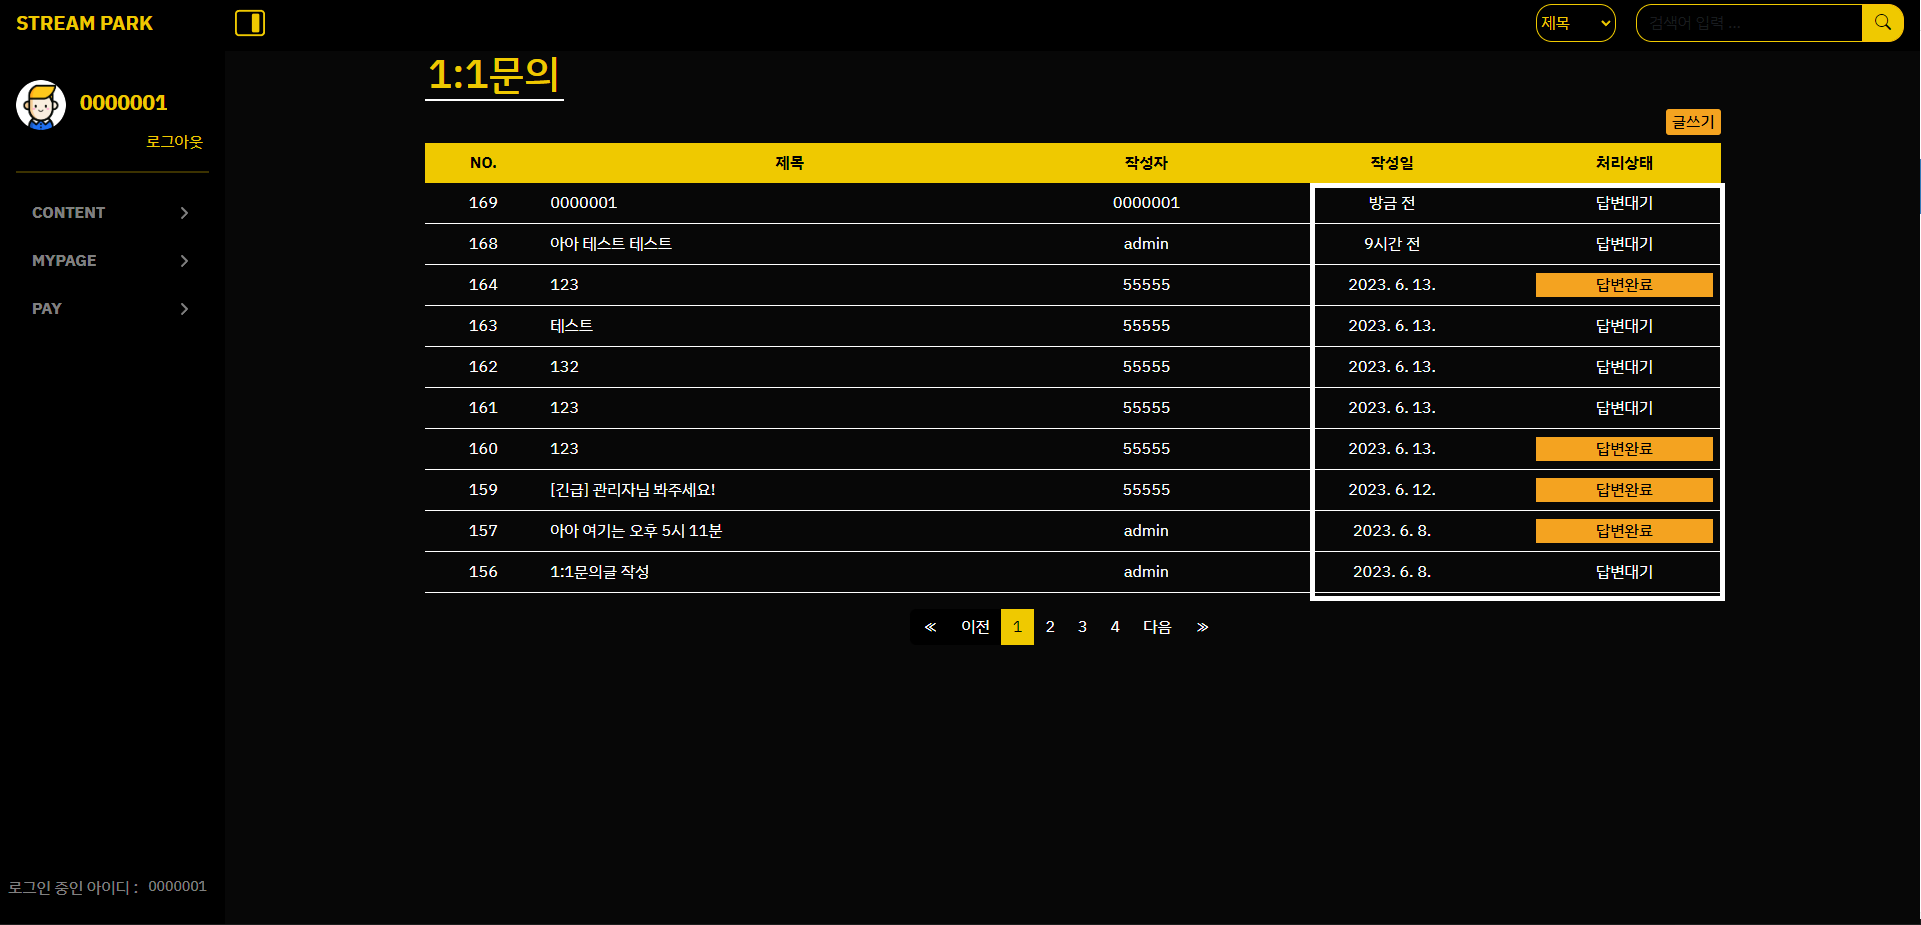 STREAM PARK
제목
검색어 입력 ...
0000001
로그아웃
CONTENT
MYPAGE
PAY
로그인 중인 아이디 : 0000001
1:1문의
글쓰기
NO. 제목 작성자 작성일 처리상태
169 0000001 0000001 방금 전 답변대기
168 아아 테스트 테스트 admin 9시간 전 답변대기
164 123 55555 2023. 6. 13. 답변완료
163 테스트 55555 2023. 6. 13. 답변대기
162 132 55555 2023. 6. 13. 답변대기
161 123 55555 2023. 6. 13. 답변대기
160 123 55555 2023. 6. 13. 답변완료
159 [긴급] 관리자님 봐주세요! 55555 2023. 6. 12. 답변완료
157 아아 여기는 오후 5시 11분 admin 2023. 6. 8. 답변완료
156 1:1문의글 작성 admin 2023. 6. 8. 답변대기
≪ 이전 1 2 3 4 다음 ≫